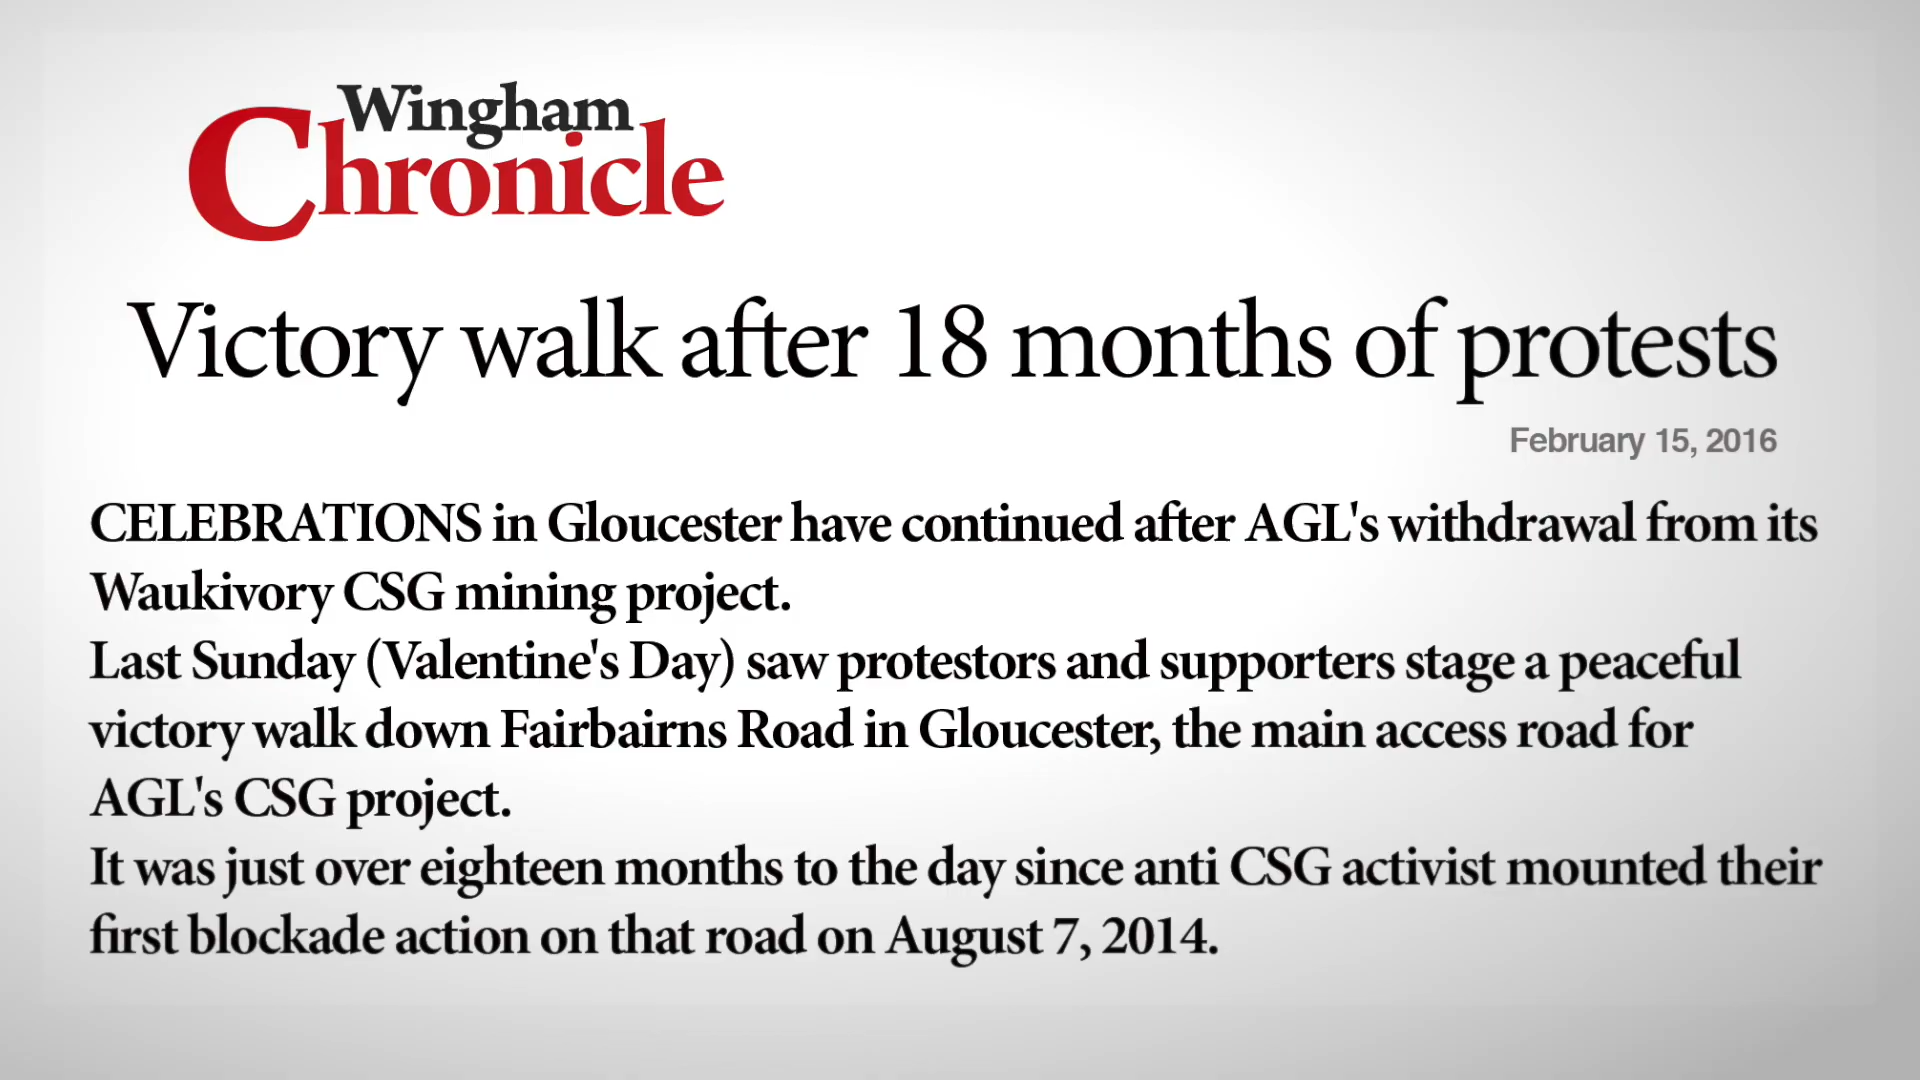 Wingham
Chronicle
Victory walk after 18 months of protests
February 15, 2016
CELEBRATIONS in Gloucester have continued after AGL's withdrawal from its
Waukivory CSG mining project.
Last Sunday (Valentine's Day) saw protestors and supporters stage a peaceful
victory walk down Fairbairns Road in Gloucester, the main access road for
AGL's CSG project.
It was just over eighteen months to the day since anti CSG activist mounted their
first blockade action on that road on August 7, 2014.